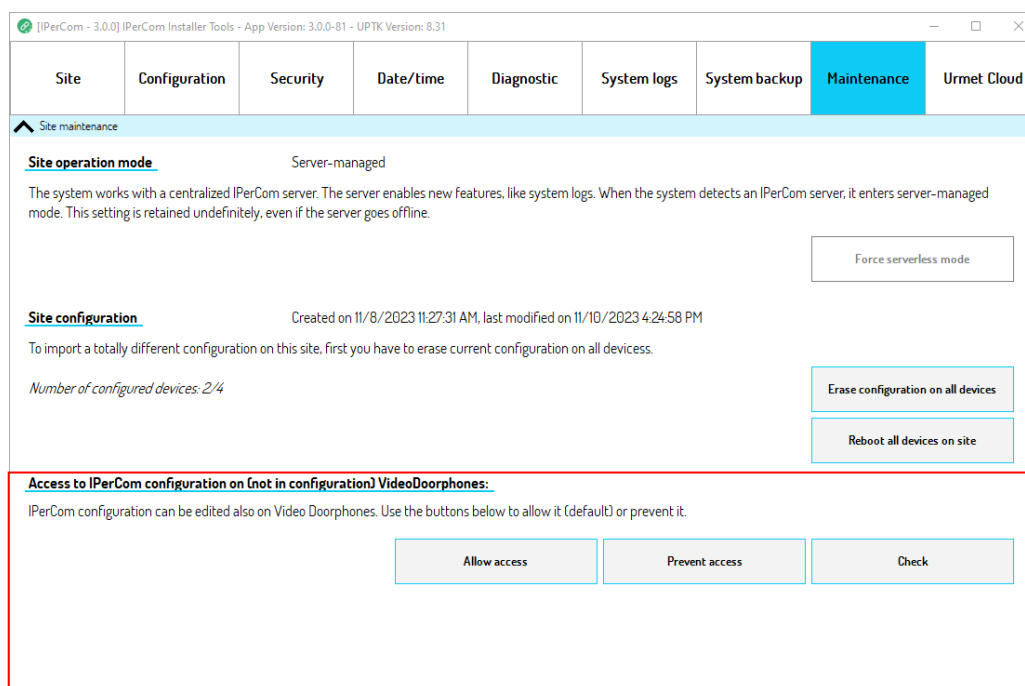 [IPerCom - 3.0.0] IPerCom Installer Tools - App Version: 3.0.0-81 - UPTK Version: 8.31
Site
Configuration
Security
Date/time
Diagnostic
System logs
System backup
Maintenance
Urmet Cloud
Site maintenance
Site operation mode
Server-managed
The system works with a centralized IPerCom server. The server enables new features, like system logs. When the system detects an IPerCom server, it enters server-managed
mode. This setting is retained undefinitely, even if the server goes offline.
Force serverless mode
Site configuration
Created on 11/8/2023 11:27:31 AM, last modified on 11/10/2023 4:24:58 PM
To import a totally different configuration on this site, first you have to erase current configuration on all devicess.
Number of configured devices: 2/4
Erase configuration on all devices
Reboot all devices on site
Access to IPerCom configuration on (not in configuration) VideoDoorphones:
IPerCom configuration can be edited also on Video Doorphones. Use the buttons below to allow it (default) or prevent it.
Allow access
Prevent access
Check